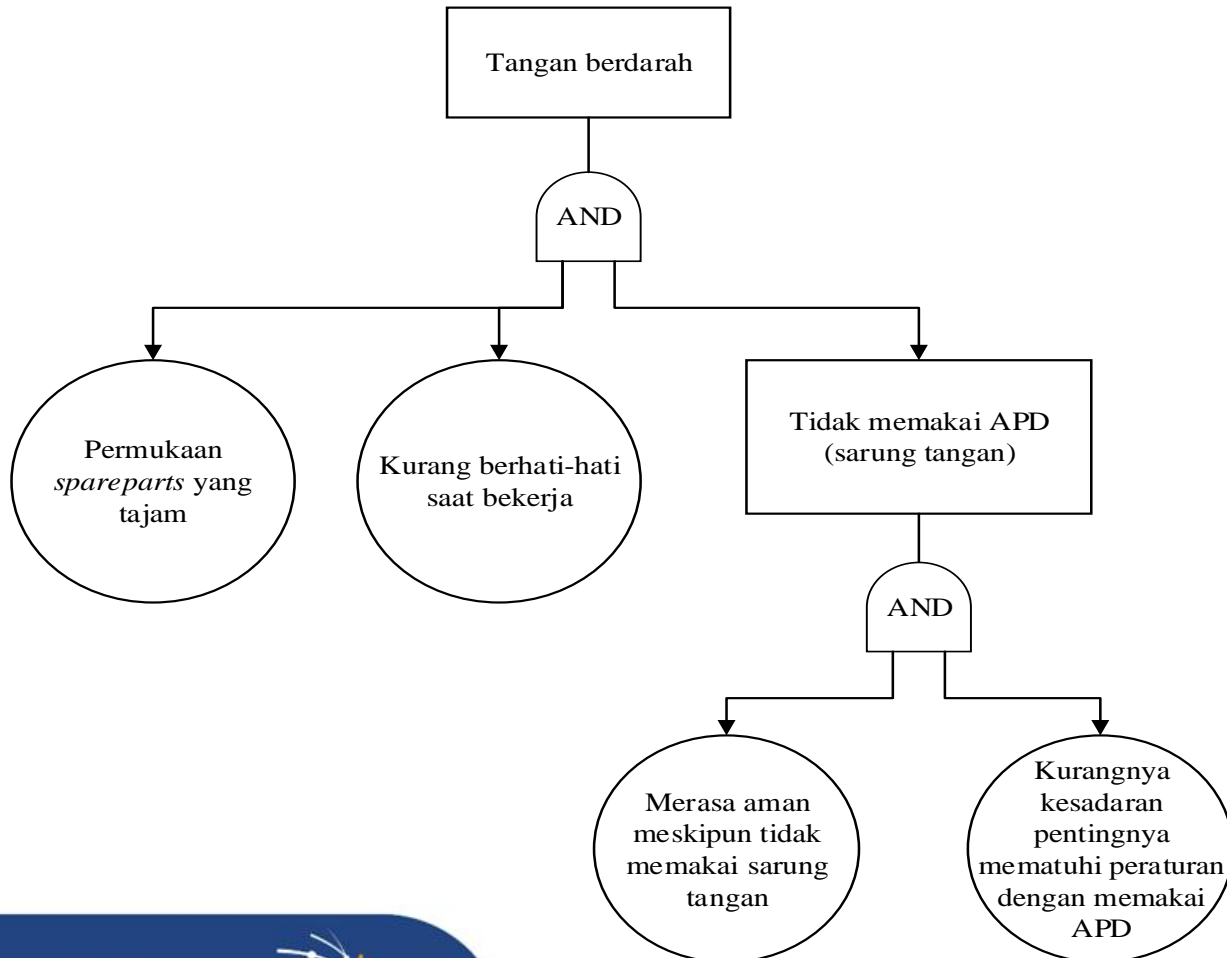 Tangan berdarah
AND
Permukaan
spareparts yang
tajam
Kurang berhati-hati
saat bekerja
Tidak memakai APD
(sarung tangan)
AND
Merasa aman
meskipun tidak
memakai sarung
tangan
Kurangnya
kesadaran
pentingnya
mematuhi peraturan
dengan memakai
APD